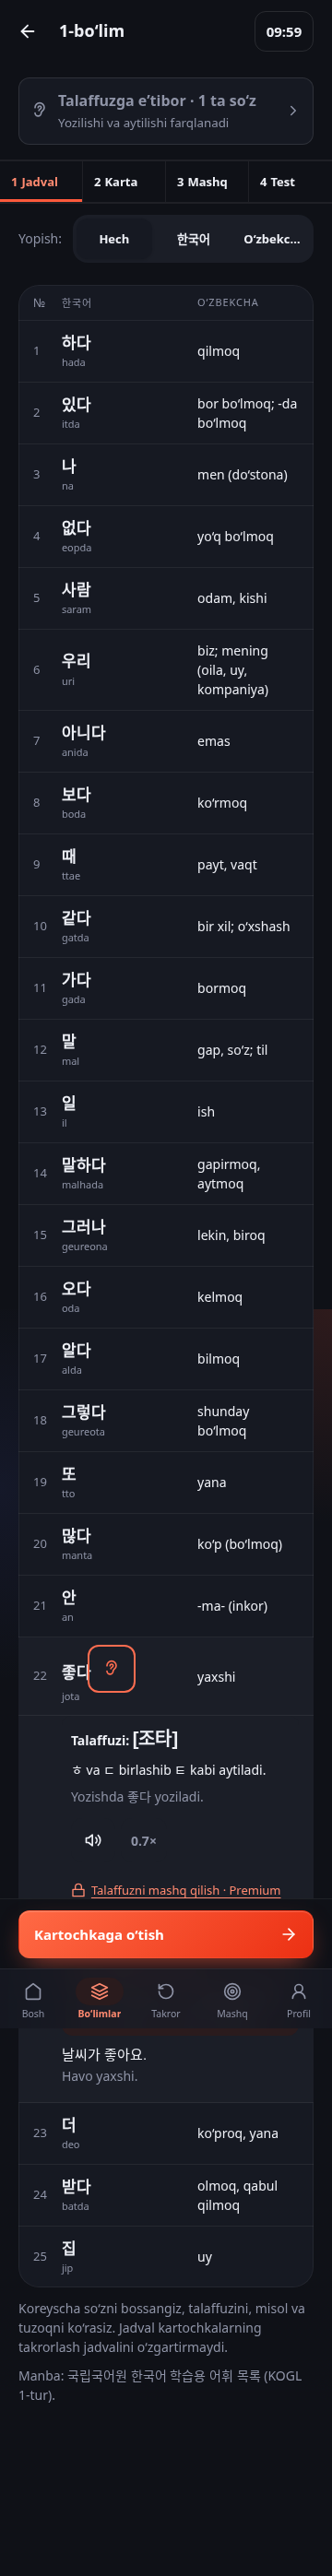 1-bo‘lim
09:59
Talaffuzga e’tibor · 1 ta so‘z
Yozilishi va aytilishi farqlanadi
1 Jadval
2 Karta
3 Mashq
4 Test
Yopish:
Hech
한국어
O‘zbekc...
№
한국어
O‘ZBEKCHA
1
하다
hada
qilmoq
2
있다
itda
bor bo‘lmoq; -da
bo‘lmoq
3
나
na
men (do‘stona)
4
없다
eopda
yo‘q bo‘lmoq
5
사람
saram
odam, kishi
6
우리
uri
biz; mening
(oila, uy,
kompaniya)
7
아니다
anida
emas
8
보다
boda
ko‘rmoq
9
때
ttae
payt, vaqt
10
같다
gatda
bir xil; o‘xshash
11
가다
gada
bormoq
12
말
mal
gap, so‘z; til
13
일
il
ish
14
말하다
malhada
gapirmoq,
aytmoq
15
그러나
geureona
lekin, biroq
16
오다
oda
kelmoq
17
알다
alda
bilmoq
18
그렇다
geureota
shunday
bo‘lmoq
19
또
tto
yana
20
많다
manta
ko‘p (bo‘lmoq)
21
안
an
-ma- (inkor)
22
좋다
jota
yaxshi
Talaffuzi: [조타]
ㅎ va ㄷ birlashib ㅌ kabi aytiladi.
Yozishda 좋다 yoziladi.
0.7×
Talaffuzni mashq qilish · Premium
Kartochkaga o‘tish
Bosh
Bo‘limlar
Takror
Mashq
Profil
날씨가 좋아요.
Havo yaxshi.
23
더
deo
ko‘proq, yana
24
받다
batda
olmoq, qabul
qilmoq
25
집
jip
uy
Koreyscha so‘zni bossangiz, talaffuzini, misol va
tuzoqni ko‘rasiz. Jadval kartochkalarning
takrorlash jadvalini o‘zgartirmaydi.
Manba: 국립국어원 한국어 학습용 어휘 목록 (KOGL
1-tur).